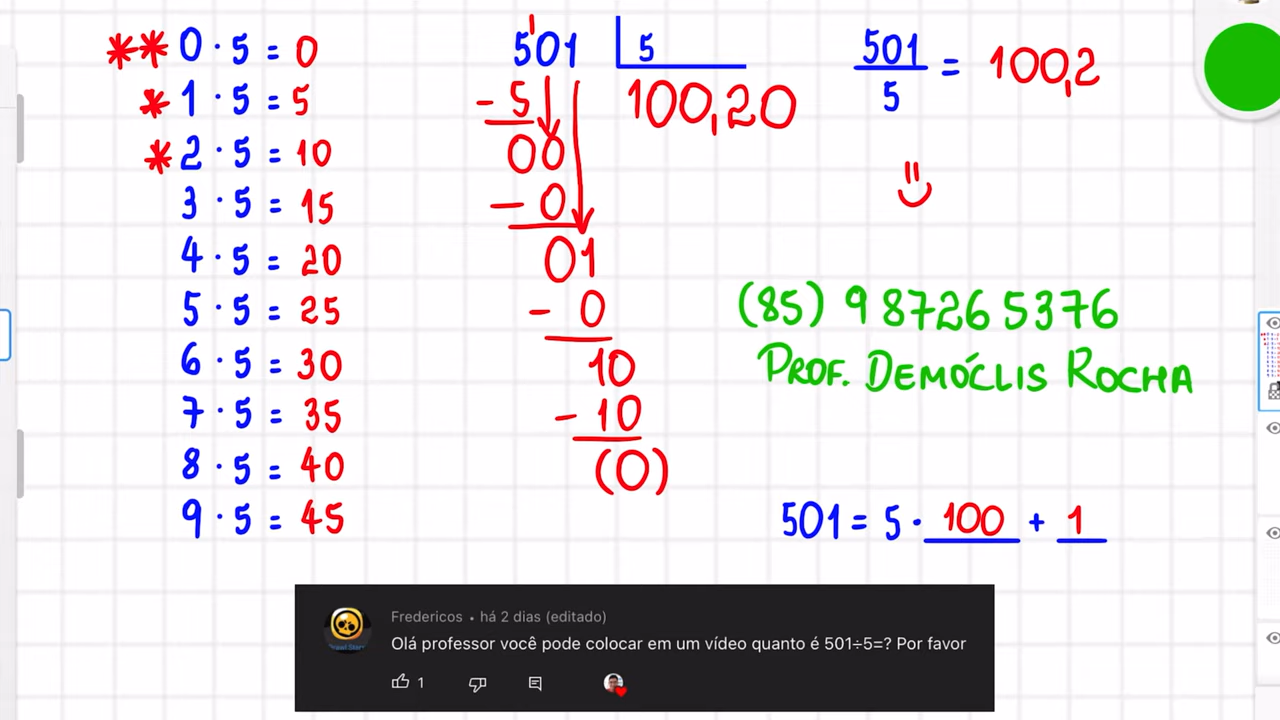 ** 0 · 5 = 0
* 1 · 5 = 5
* 2 · 5 = 10
3 · 5 = 15
4 · 5 = 20
5 · 5 = 25
6 · 5 = 30
7 · 5 = 35
8 · 5 = 40
9 · 5 = 45
501 5
- 5 100,20
00
- 0
01
- 0
10
- 10
(0)
501
5
= 100,2
(85) 9 8726 5376
PROF. DEMÓCLIS ROCHA
501 = 5 · 100 + 1
Fredericos • há 2 dias (editado)
Olá professor você pode colocar em um vídeo quanto é 501÷5=? Por favor
1